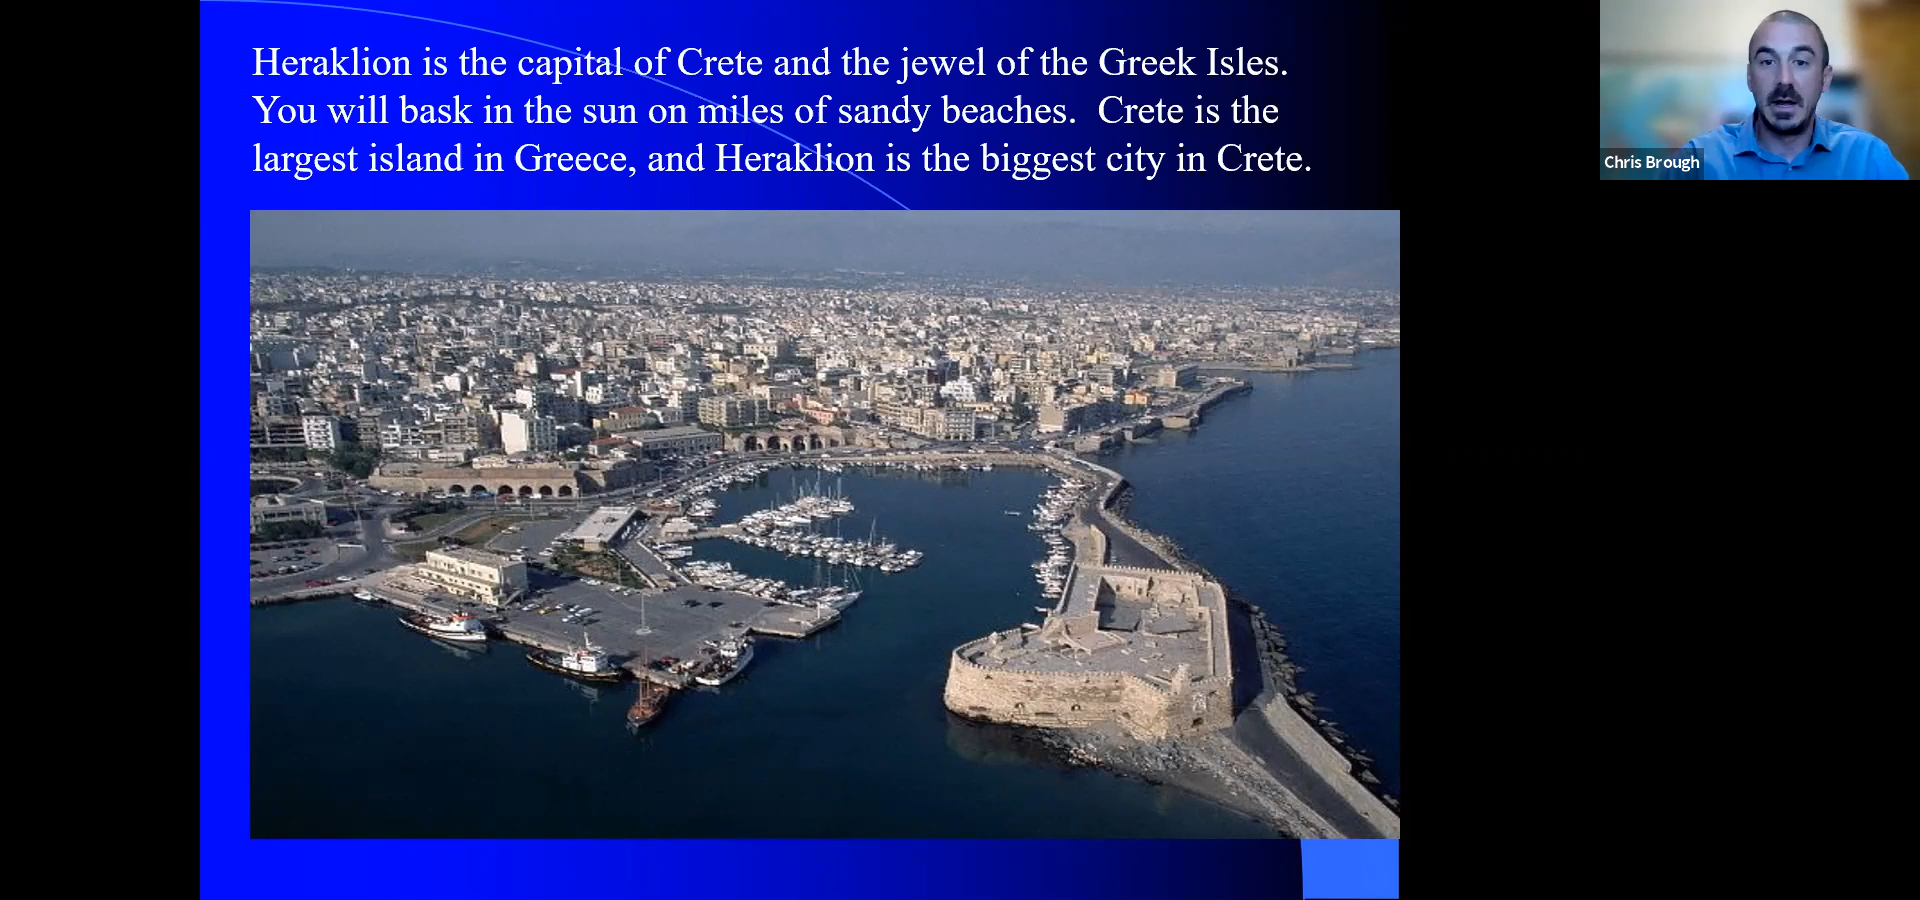 Heraklion is the capital of Crete and the jewel of the Greek Isles.
You will bask in the sun on miles of sandy beaches.  Crete is the
largest island in Greece, and Heraklion is the biggest city in Crete.
Chris Brough